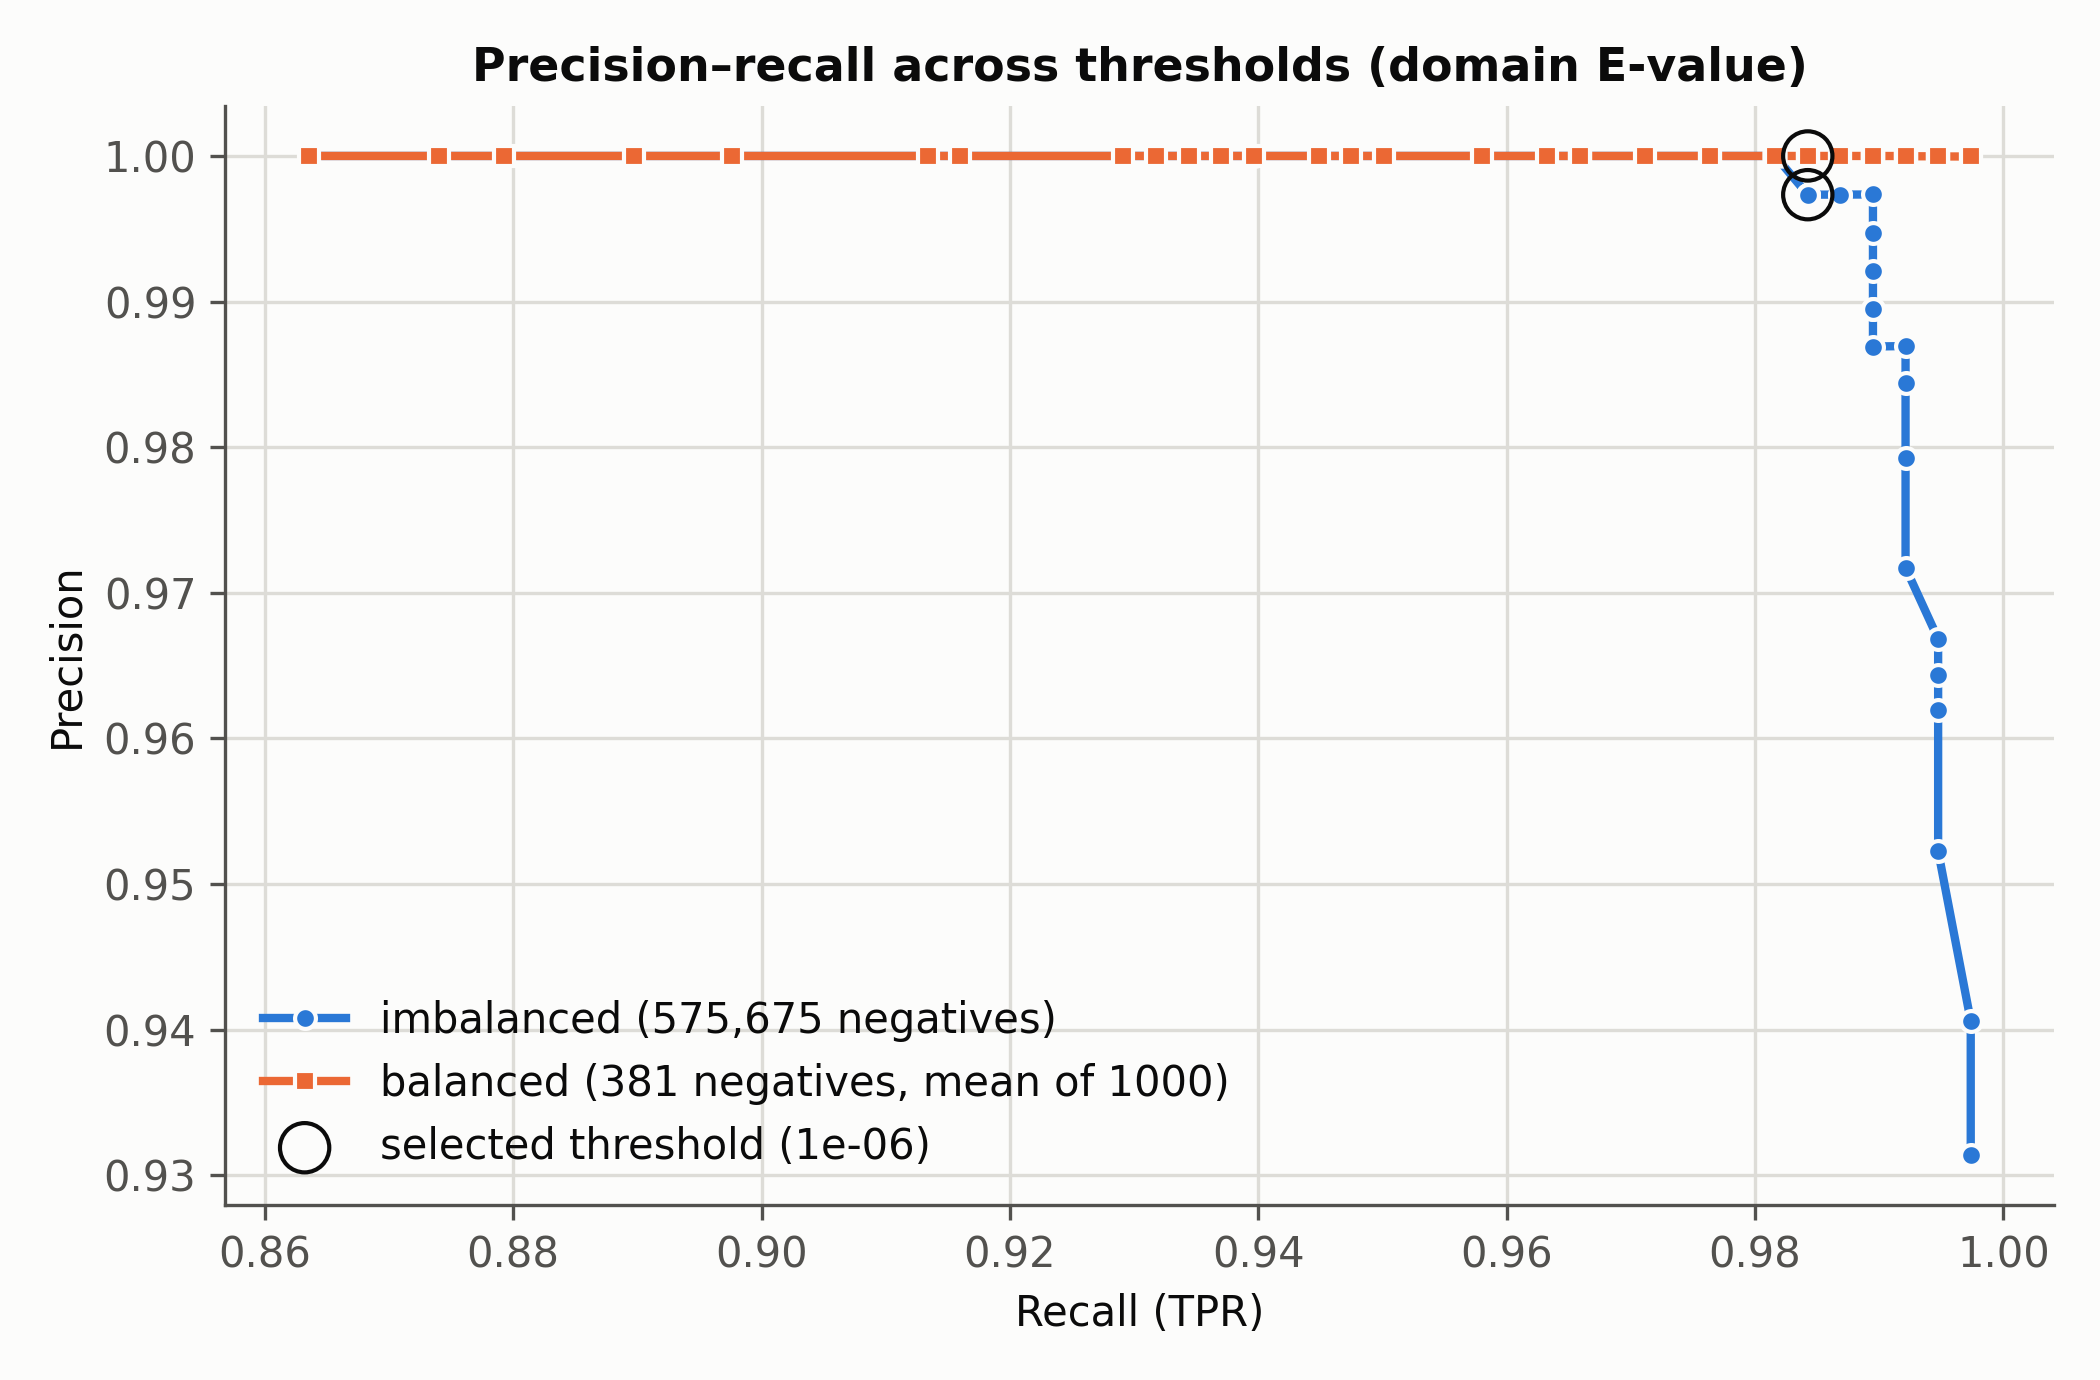 Precision–recall across thresholds (domain E-value)
1.00
0.99
0.98
0.97
0.96
0.95
0.94
0.93
Precision
imbalanced (575,675 negatives)
balanced (381 negatives, mean of 1000)
selected threshold (1e-06)
0.86 0.88 0.90 0.92 0.94 0.96 0.98 1.00
Recall (TPR)